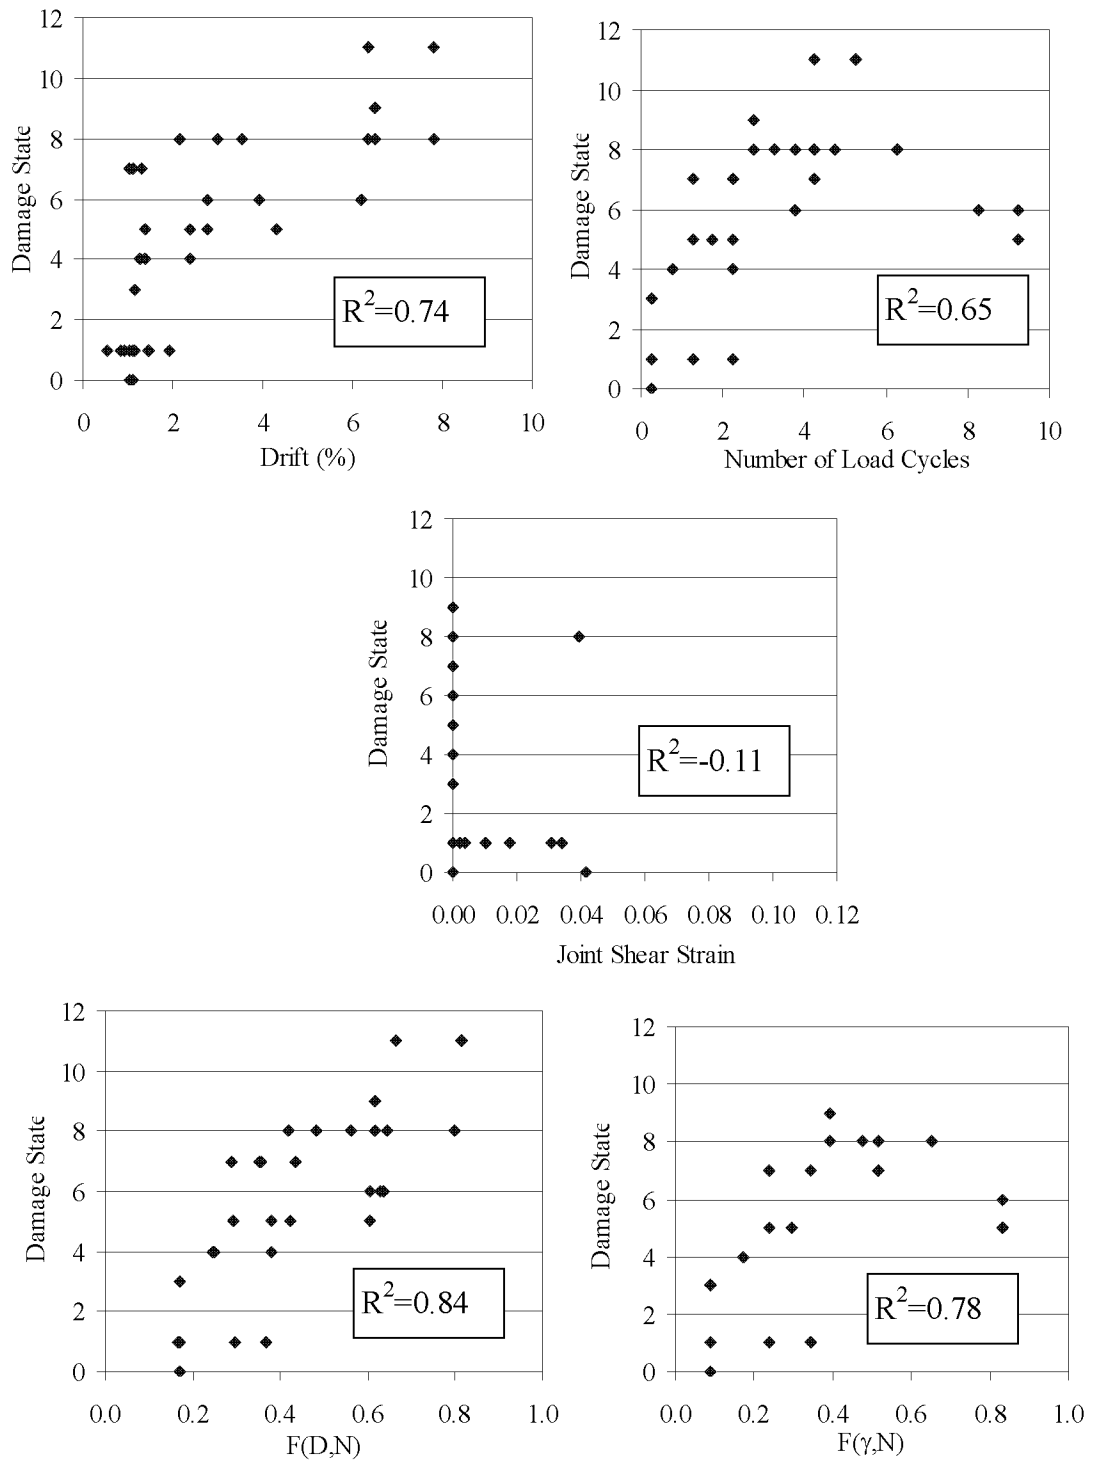 12
10
8
6
4
2
0
Damage State
R²=0.74
0 2 4 6 8 10
Drift (%)
12
10
8
6
4
2
0
Damage State
R²=0.65
0 2 4 6 8 10
Number of Load Cycles
12
10
8
6
4
2
0
Damage State
R²=-0.11
0.00 0.02 0.04 0.06 0.08 0.10 0.12
Joint Shear Strain
12
10
8
6
4
2
0
Damage State
R²=0.84
0.0 0.2 0.4 0.6 0.8 1.0
F(D,N)
12
10
8
6
4
2
0
Damage State
R²=0.78
0.0 0.2 0.4 0.6 0.8 1.0
F(γ,N)